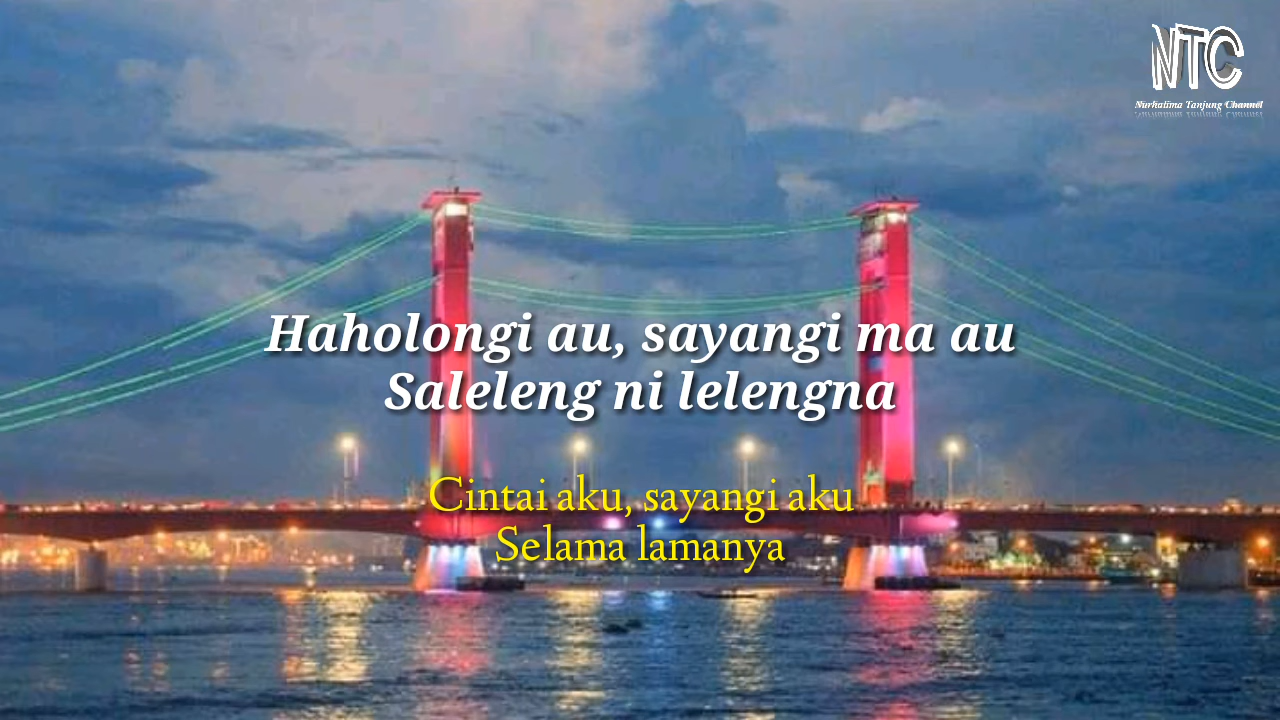 NTC
Nurhalima Tanjung Channel
Haholongi au, sayangi ma au
Saleleng ni lelengna
Cintai aku, sayangi aku
Selama lamanya